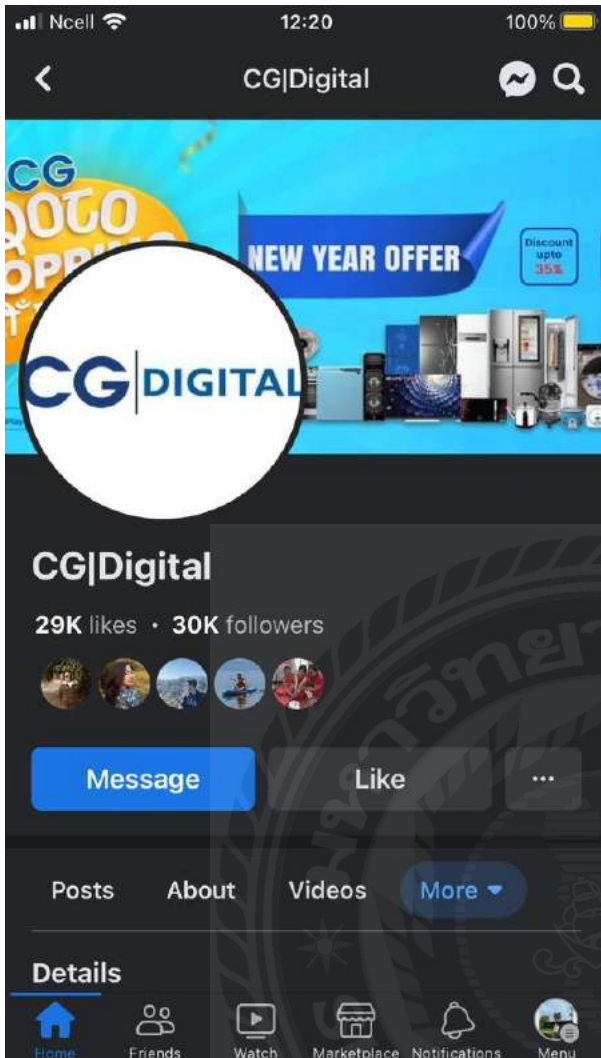 Ncell 12:20 100%
CG|Digital
CG
NEW YEAR OFFER
Discount
upto
35%
CG|DIGITAL
CG|Digital
29K likes • 30K followers
Message Like ...
Posts About Videos More
Details
Home Friends Watch Marketplace Notifications Menu